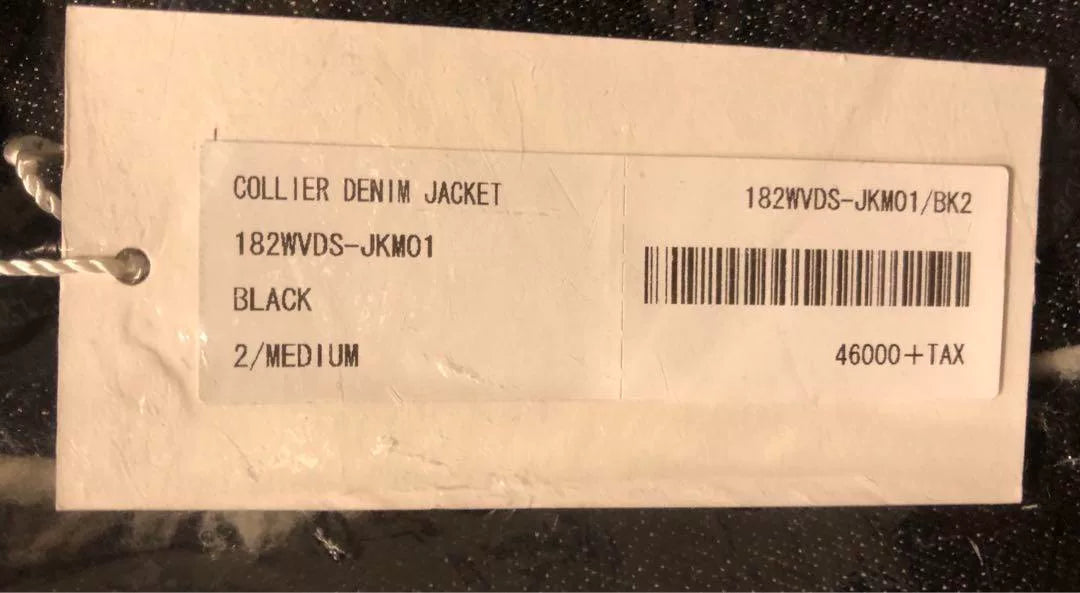 COLLIER DENIM JACKET
182WVDS-JKM01
BLACK
2/MEDIUM
182WVDS-JKM01/BK2
46000+TAX